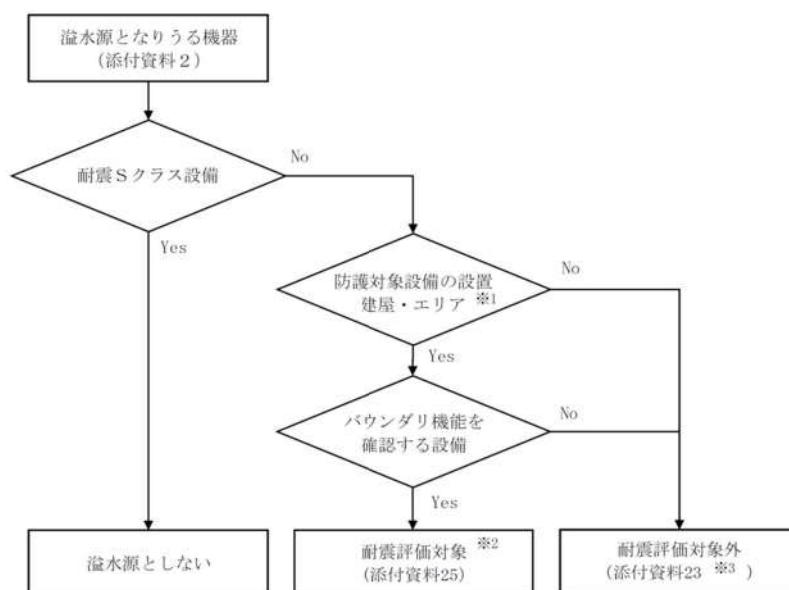 溢水源となりうる機器
（添付資料２）
耐震Ｓクラス設備
No
Yes
防護対象設備の設置
建屋・エリア ※1
No
Yes
バウンダリ機能を
確認する設備
No
Yes
溢水源としない
耐震評価対象 ※2
(添付資料25)
耐震評価対象外
(添付資料23 ※3 )